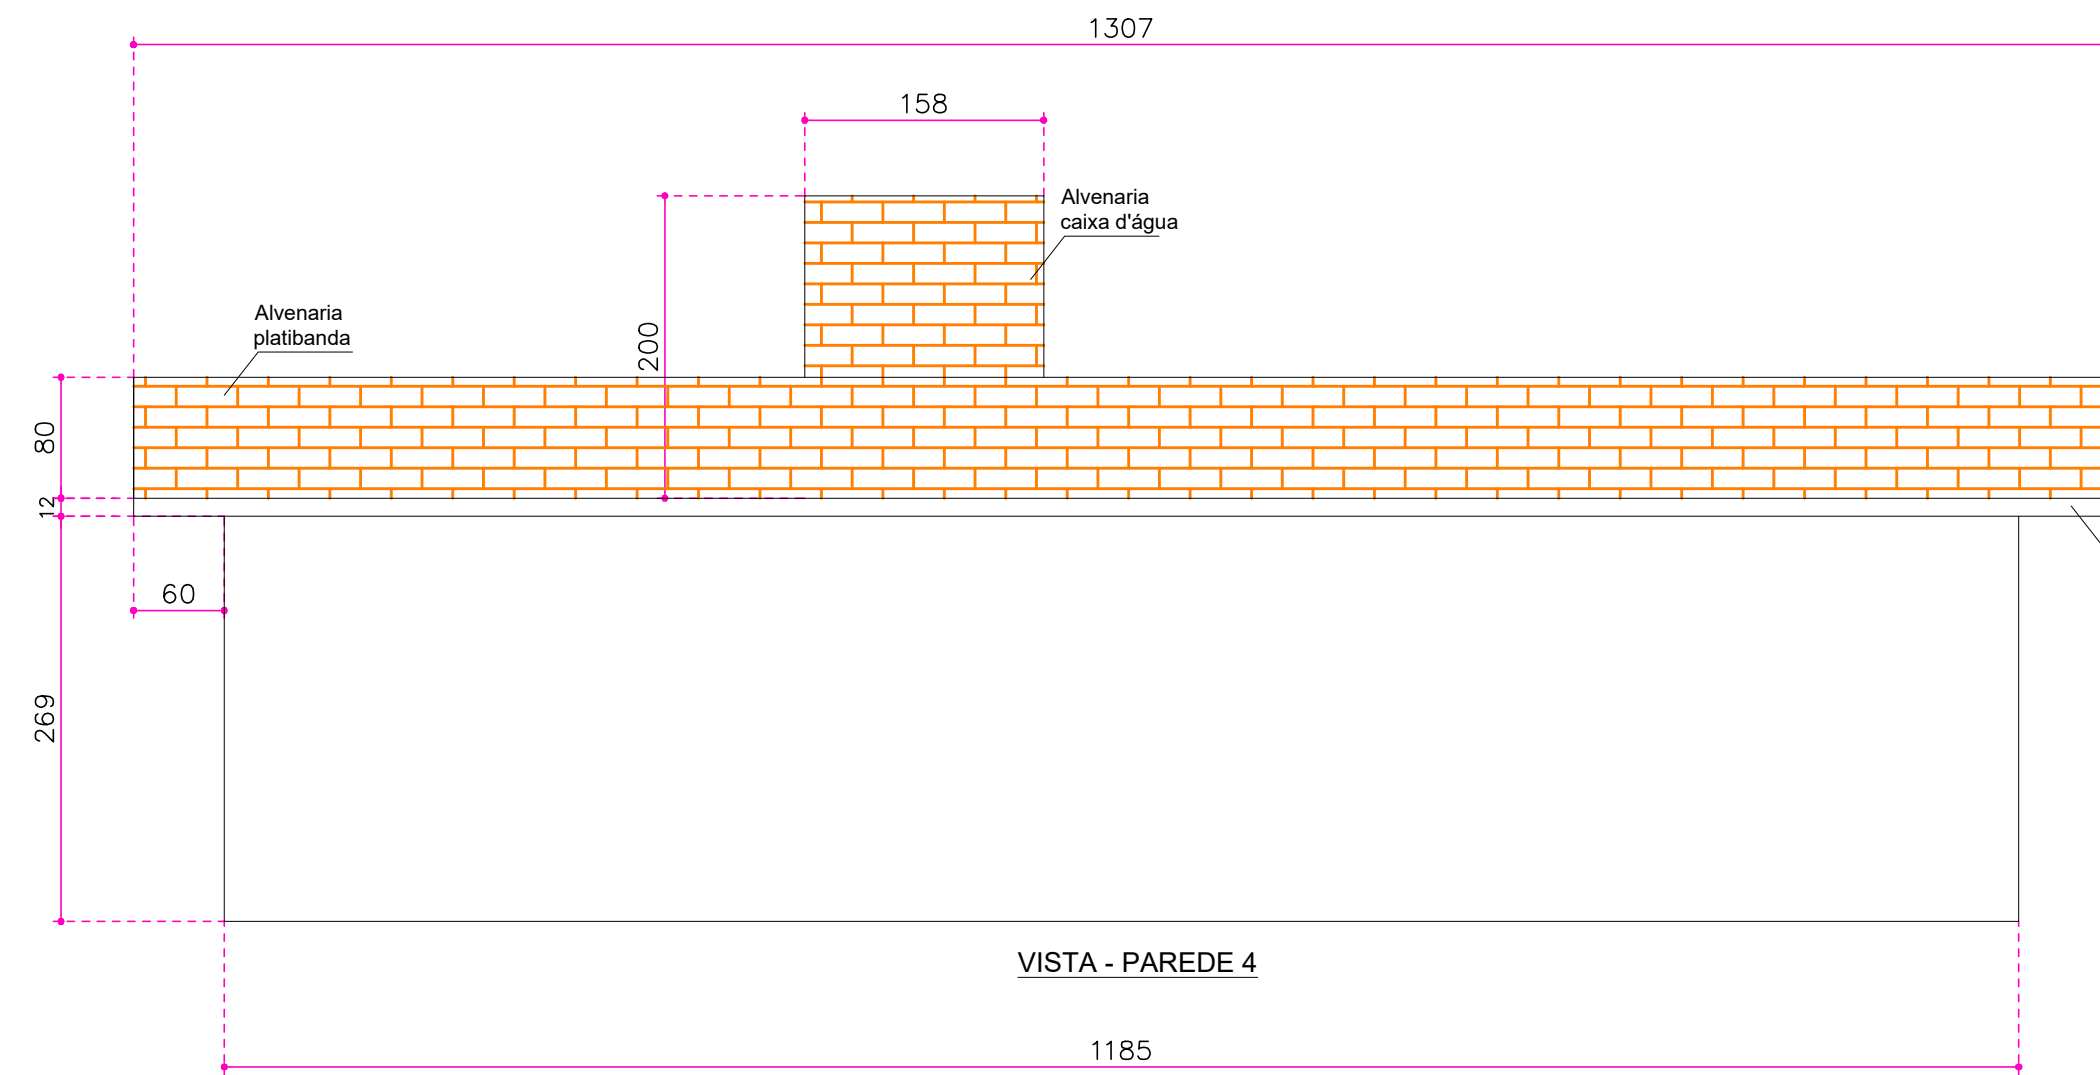 1307
158
Alvenaria
caixa d'água
Alvenaria
platibanda
200
80
12
60
269
VISTA - PAREDE 4
1185